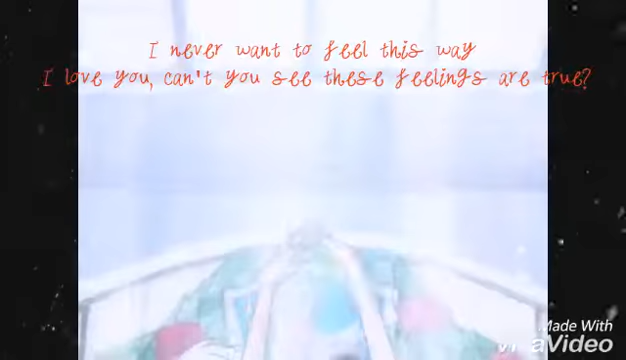 I never want to feel this way
I love you, can't you see these feelings are true?
Made With
aVideo